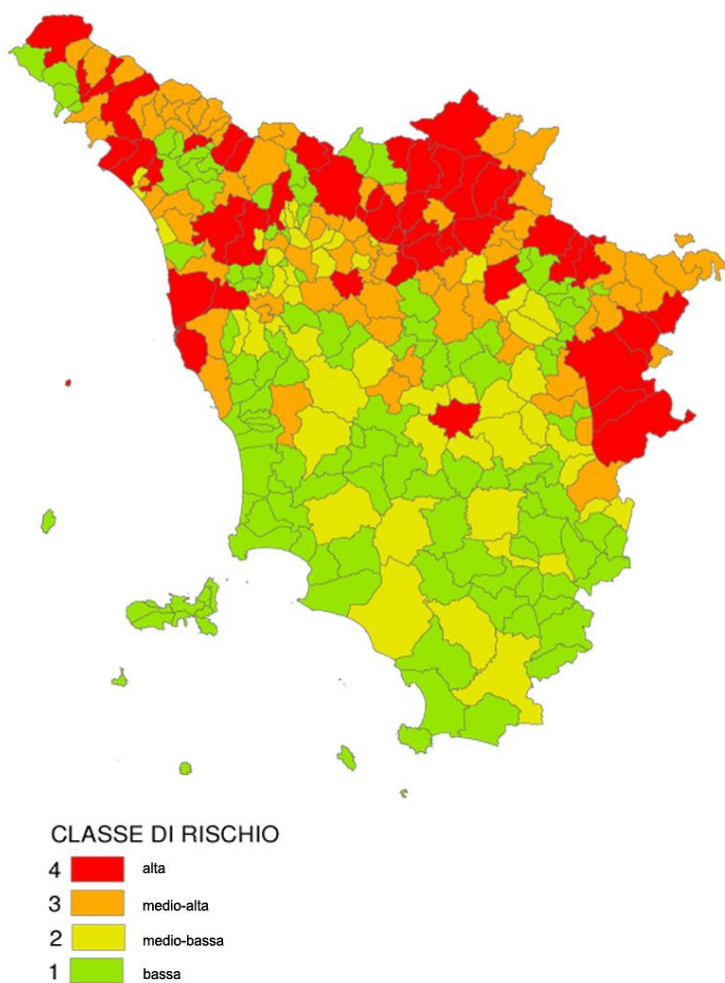 CLASSE DI RISCHIO
4 alta
3 medio-alta
2 medio-bassa
1 bassa